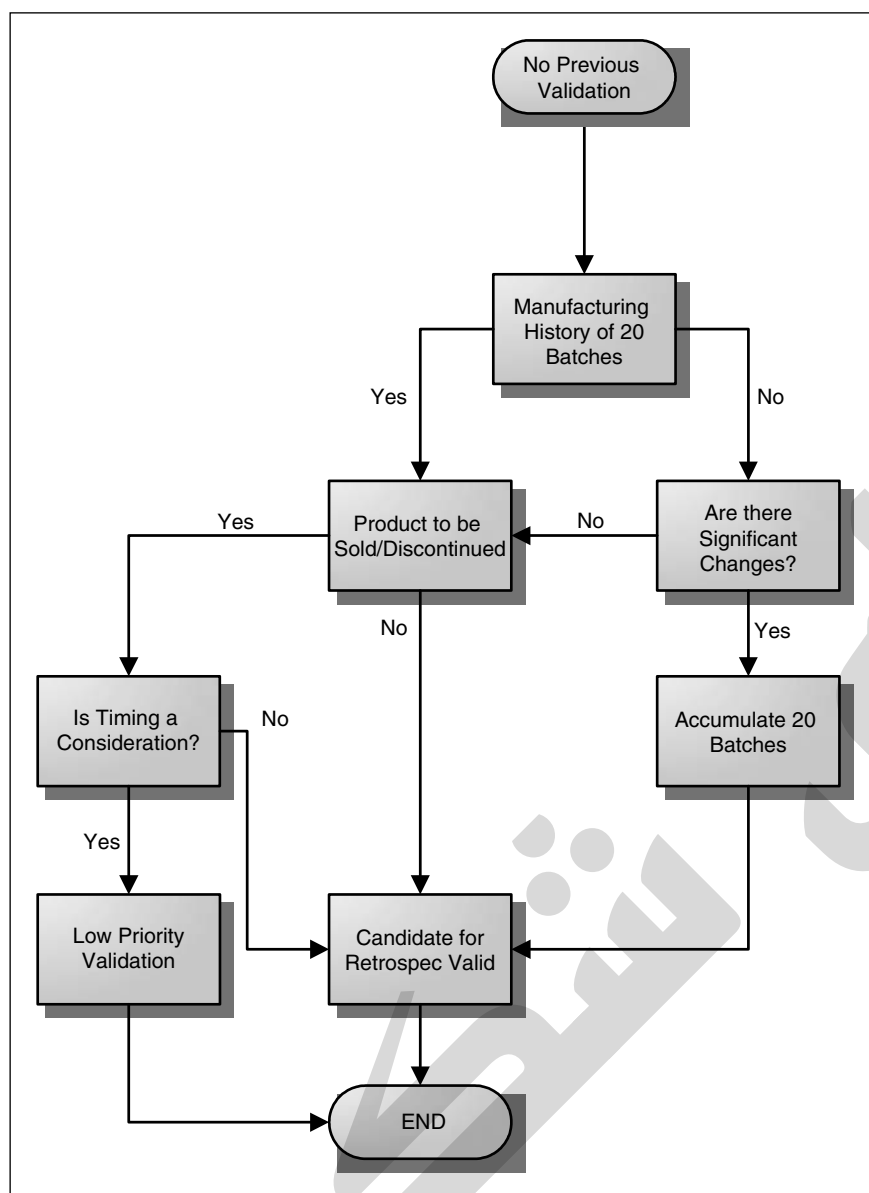 No Previous
Validation
Manufacturing
History of 20
Batches
Yes
No
Product to be
Sold/Discontinued
Are there
Significant
Changes?
Yes
No
No
Yes
Is Timing a
Consideration?
No
Accumulate 20
Batches
Yes
Low Priority
Validation
Candidate for
Retrospec Valid
END